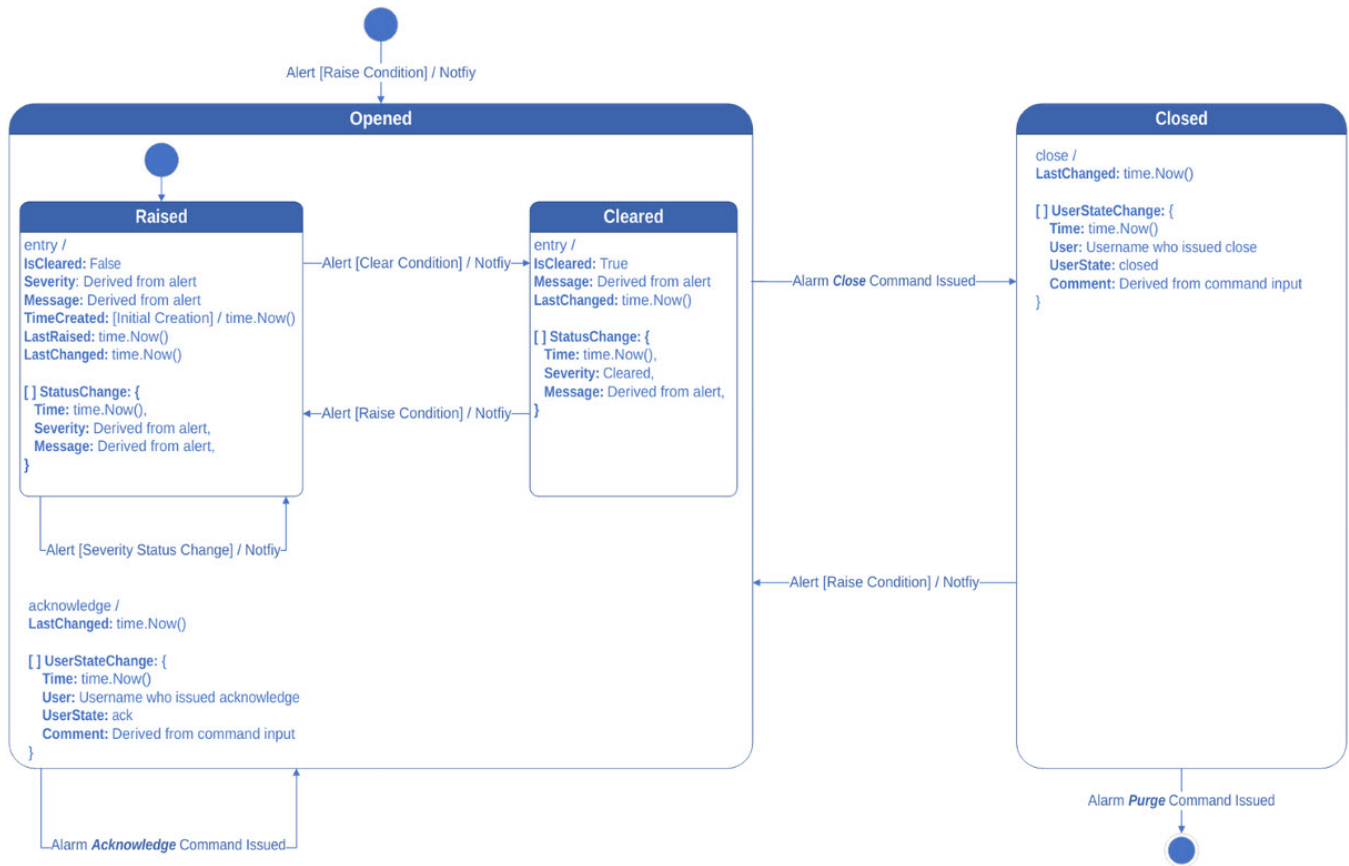 Alert [Raise Condition] / Notfiy
Opened
Raised
entry /
IsCleared: False
Severity: Derived from alert
Message: Derived from alert
TimeCreated: [Initial Creation] / time.Now()
LastRaised: time.Now()
LastChanged: time.Now()
[ ] StatusChange: {
Time: time.Now(),
Severity: Derived from alert,
Message: Derived from alert,
}
Alert [Clear Condition] / Notfiy
Alert [Raise Condition] / Notfiy
Cleared
entry /
IsCleared: True
Message: Derived from alert
LastChanged: time.Now()
[ ] StatusChange: {
Time: time.Now(),
Severity: Cleared,
Message: Derived from alert,
}
Alert [Severity Status Change] / Notfiy
acknowledge /
LastChanged: time.Now()
[ ] UserStateChange: {
Time: time.Now()
User: Username who issued acknowledge
UserState: ack
Comment: Derived from command input
}
Alarm Acknowledge Command Issued
Alarm Close Command Issued
Alert [Raise Condition] / Notfiy
Closed
close /
LastChanged: time.Now()
[ ] UserStateChange: {
Time: time.Now()
User: Username who issued close
UserState: closed
Comment: Derived from command input
}
Alarm Purge Command Issued